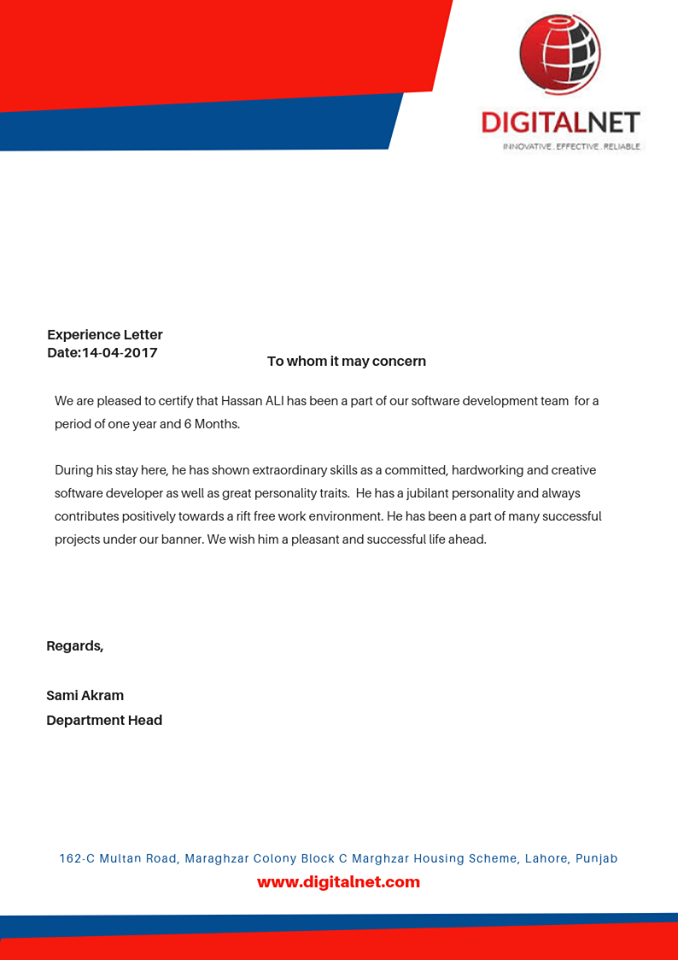 DIGITALNET
INNOVATIVE . EFFECTIVE . RELIABLE
Experience Letter
Date:14-04-2017
To whom it may concern
We are pleased to certify that Hassan ALI has been a part of our software development team for a
period of one year and 6 Months.
During his stay here, he has shown extraordinary skills as a committed, hardworking and creative
software developer as well as great personality traits. He has a jubilant personality and always
contributes positively towards a rift free work environment. He has been a part of many successful
projects under our banner. We wish him a pleasant and successful life ahead.
Regards,
Sami Akram
Department Head
162-C Multan Road, Maraghzar Colony Block C Marghzar Housing Scheme, Lahore, Punjab
www.digitalnet.com